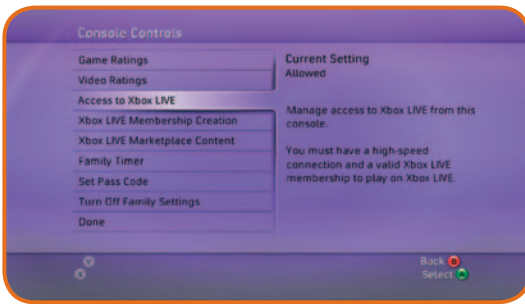 Console Controls
Game Ratings
Video Ratings
Access to Xbox LIVE
Xbox LIVE Membership Creation
Xbox LIVE Marketplace Content
Family Timer
Set Pass Code
Turn Off Family Settings
Done
Current Setting
Allowed
Manage access to Xbox LIVE from this
console.
You must have a high-speed
connection and a valid Xbox LIVE
membership to play on Xbox LIVE.
Y
X
Back B
Select A